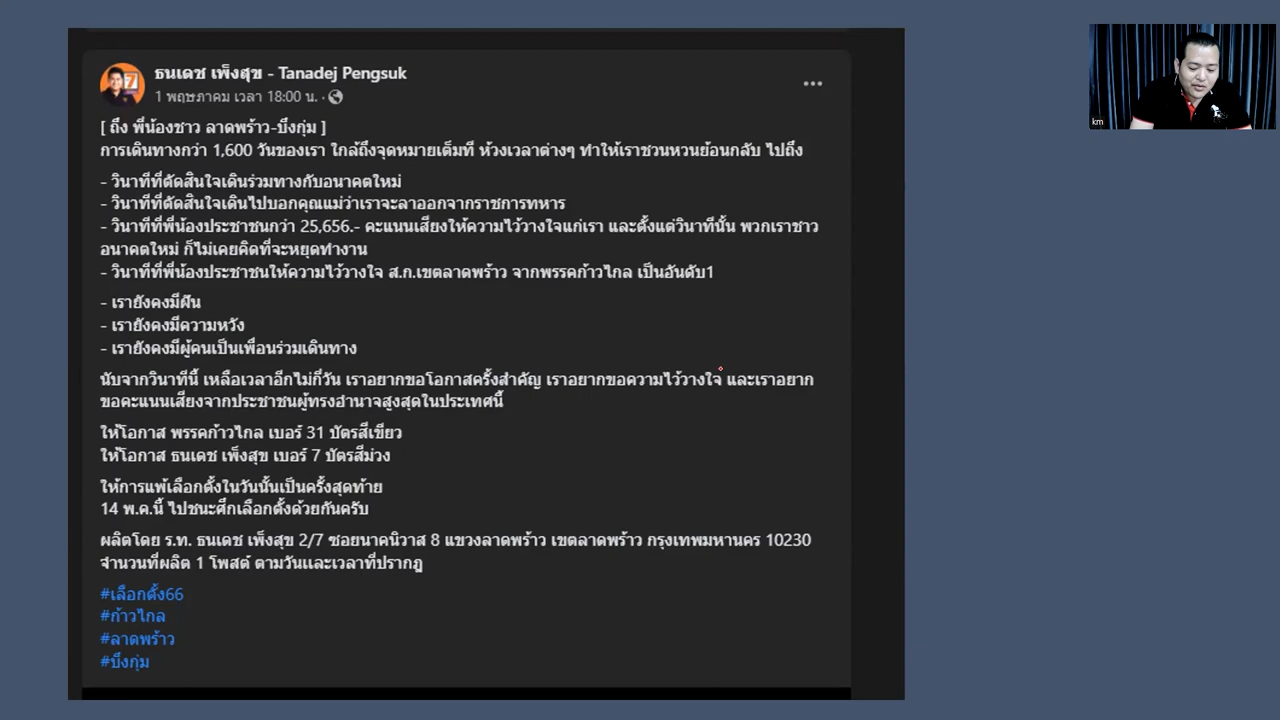 ธนเดช เพ็งสุข - Tanadej Pengsuk
1 พฤษภาคม เวลา 18:00 น. ·
[ ถึง พี่น้องชาว ลาดพร้าว-บึงกุ่ม ]
การเดินทางกว่า 1,600 วันของเรา ใกล้ถึงจุดหมายเต็มที ห้วงเวลาต่างๆ ทำให้เราชวนหวนย้อนกลับ ไปถึง
- วินาทีที่ตัดสินใจเดินร่วมทางกับอนาคตใหม่
- วินาทีที่ตัดสินใจเดินไปบอกคุณแม่ว่าเราจะลาออกจากราชการทหาร
- วินาทีที่พี่น้องประชาชนกว่า 25,656.- คะแนนเสียงให้ความไว้วางใจแก่เรา และตั้งแต่วินาทีนั้น พวกเราชาว
อนาคตใหม่ ก็ไม่เคยคิดที่จะหยุดทำงาน
- วินาทีที่พี่น้องประชาชนให้ความไว้วางใจ ส.ก.เขตลาดพร้าว จากพรรคก้าวไกล เป็นอันดับ1
- เรายังคงมีฝัน
- เรายังคงมีความหวัง
- เรายังคงมีผู้คนเป็นเพื่อนร่วมเดินทาง
นับจากวินาทีนี้ เหลือเวลาอีกไม่กี่วัน เราอยากขอโอกาสครั้งสำคัญ เราอยากขอความไว้วางใจ และเราอยาก
ขอคะแนนเสียงจากประชาชนผู้ทรงอำนาจสูงสุดในประเทศนี้
ให้โอกาส พรรคก้าวไกล เบอร์ 31 บัตรสีเขียว
ให้โอกาส ธนเดช เพ็งสุข เบอร์ 7 บัตรสีม่วง
ให้การแพ้เลือกตั้งในวันนั้นเป็นครั้งสุดท้าย
14 พ.ค.นี้ ไปชนะศึกเลือกตั้งด้วยกันครับ
ผลิตโดย ร.ท. ธนเดช เพ็งสุข 2/7 ซอยนาคนิวาส 8 แขวงลาดพร้าว เขตลาดพร้าว กรุงเทพมหานคร 10230
จำนวนที่ผลิต 1 โพสต์ ตามวันและเวลาที่ปรากฎ
#เลือกตั้ง66
#ก้าวไกล
#ลาดพร้าว
#บึงกุ่ม
7
km